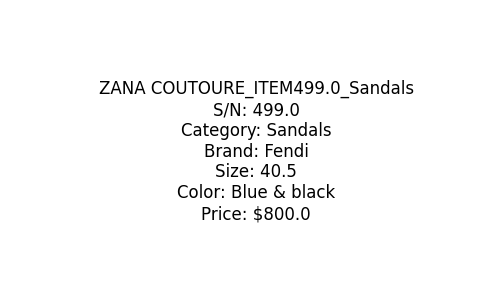 ZANA COUTOURE_ITEM499.0_Sandals
S/N: 499.0
Category: Sandals
Brand: Fendi
Size: 40.5
Color: Blue & black
Price: $800.0